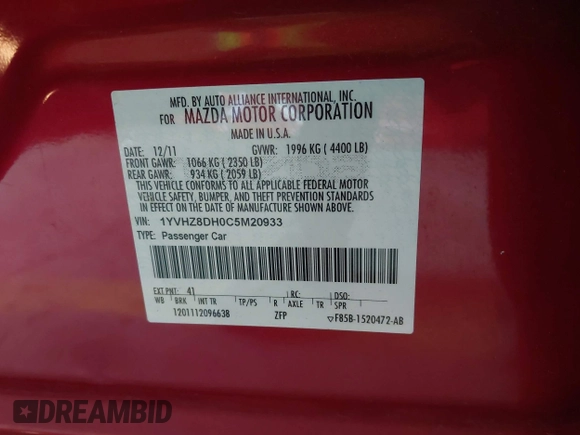 MFD. BY AUTO ALLIANCE INTERNATIONAL, INC.
FOR MAZDA MOTOR CORPORATION
MADE IN U.S.A.
DATE: 12/11 GVWR: 1996 KG ( 4400 LB)
FRONT GAWR: 1066 KG ( 2350 LB)
REAR GAWR: 934 KG ( 2059 LB)
THIS VEHICLE CONFORMS TO ALL APPLICABLE FEDERAL MOTOR
VEHICLE SAFETY, BUMPER, AND THEFT PREVENTION STANDARDS
IN EFFECT ON THE DATE OF MANUFACTURE SHOWN ABOVE.
VIN: 1YVHZ8DH0C5M20933
TYPE: Passenger Car
EXT PNT: 41 RC: DSO:
WB BRK INT TR TP/PS R AXLE TR SPR
1201112096638 ZFP ▽F85B-1520472-AB
DREAMBID